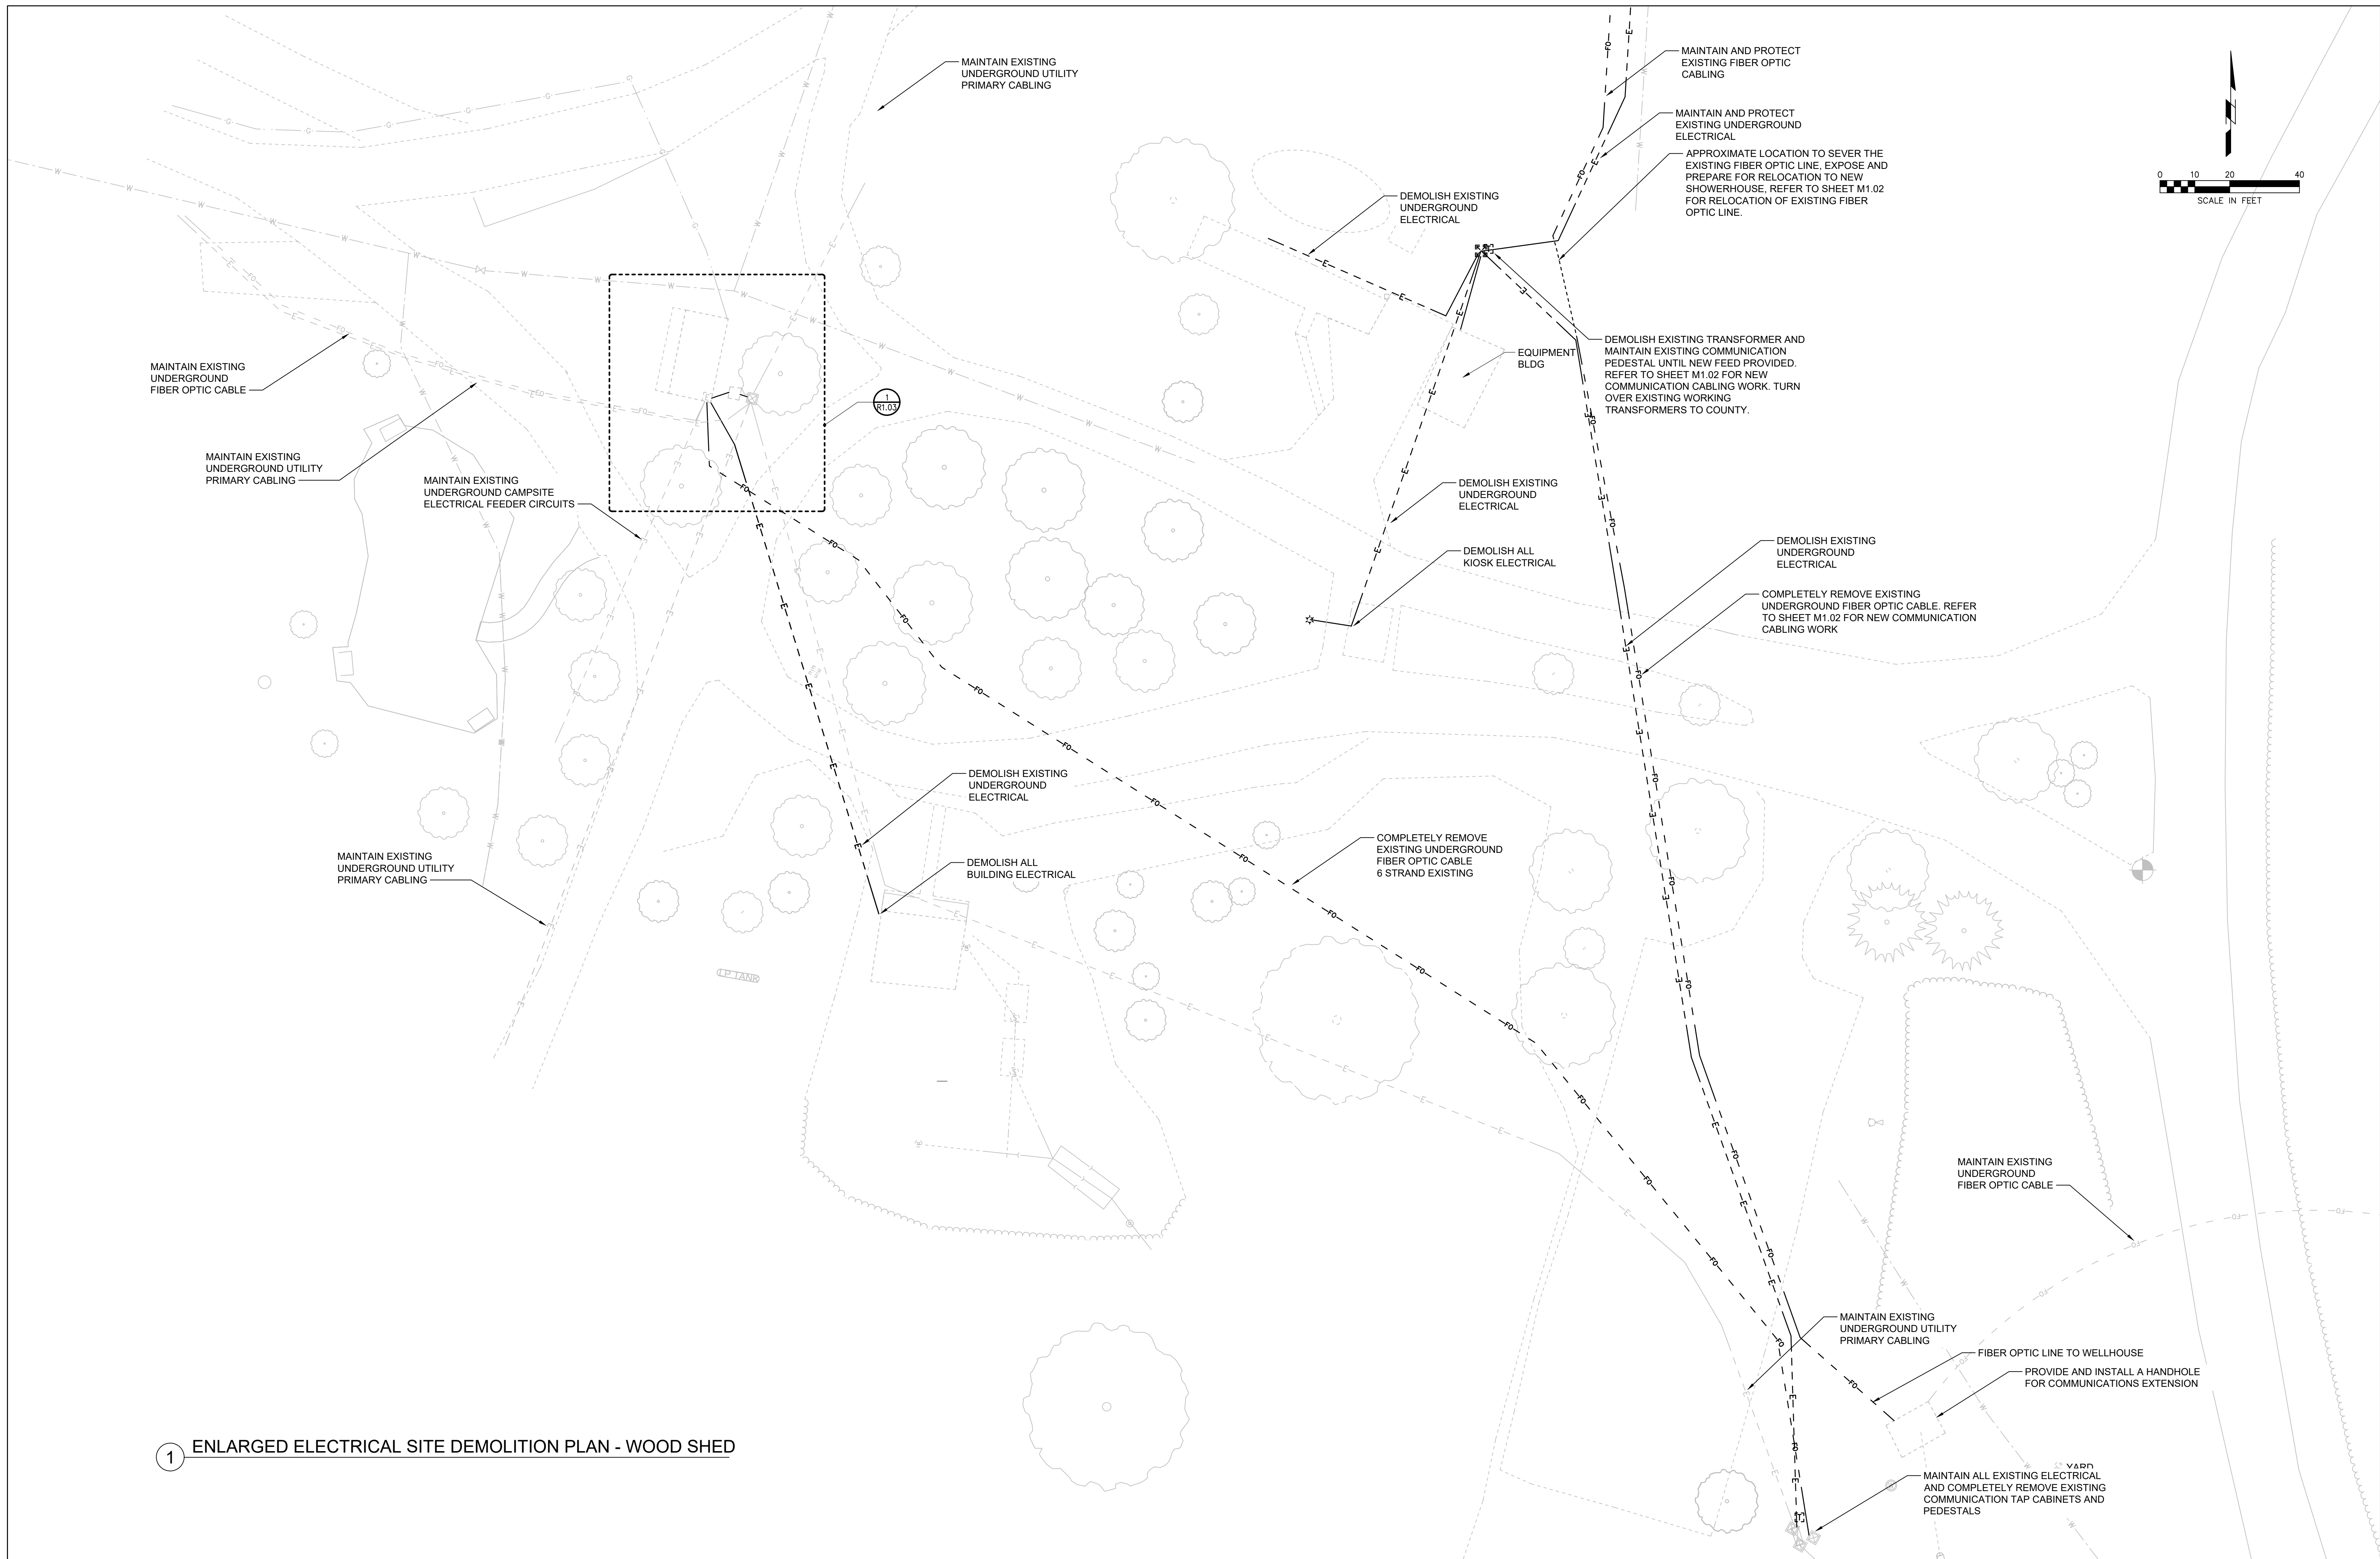 MAINTAIN EXISTING
UNDERGROUND UTILITY
PRIMARY CABLING
MAINTAIN AND PROTECT
EXISTING FIBER OPTIC
CABLING
MAINTAIN AND PROTECT
EXISTING UNDERGROUND
ELECTRICAL
APPROXIMATE LOCATION TO SEVER THE
EXISTING FIBER OPTIC LINE, EXPOSE AND
PREPARE FOR RELOCATION TO NEW
SHOWERHOUSE, REFER TO SHEET M1.02
FOR RELOCATION OF EXISTING FIBER
OPTIC LINE.
N
0 10 20 40
SCALE IN FEET
DEMOLISH EXISTING
UNDERGROUND
ELECTRICAL
DEMOLISH EXISTING TRANSFORMER AND
MAINTAIN EXISTING COMMUNICATION
PEDESTAL UNTIL NEW FEED PROVIDED.
REFER TO SHEET M1.02 FOR NEW
COMMUNICATION CABLING WORK. TURN
OVER EXISTING WORKING
TRANSFORMERS TO COUNTY.
EQUIPMENT
BLDG
MAINTAIN EXISTING
UNDERGROUND
FIBER OPTIC CABLE
1
R1.03
MAINTAIN EXISTING
UNDERGROUND UTILITY
PRIMARY CABLING
MAINTAIN EXISTING
UNDERGROUND CAMPSITE
ELECTRICAL FEEDER CIRCUITS
DEMOLISH EXISTING
UNDERGROUND
ELECTRICAL
DEMOLISH ALL
KIOSK ELECTRICAL
DEMOLISH EXISTING
UNDERGROUND
ELECTRICAL
COMPLETELY REMOVE EXISTING
UNDERGROUND FIBER OPTIC CABLE. REFER
TO SHEET M1.02 FOR NEW COMMUNICATION
CABLING WORK
DEMOLISH EXISTING
UNDERGROUND
ELECTRICAL
DEMOLISH ALL
BUILDING ELECTRICAL
COMPLETELY REMOVE
EXISTING UNDERGROUND
FIBER OPTIC CABLE
6 STRAND EXISTING
MAINTAIN EXISTING
UNDERGROUND UTILITY
PRIMARY CABLING
LP TANK
MAINTAIN EXISTING
UNDERGROUND
FIBER OPTIC CABLE
MAINTAIN EXISTING
UNDERGROUND UTILITY
PRIMARY CABLING
FIBER OPTIC LINE TO WELLHOUSE
PROVIDE AND INSTALL A HANDHOLE
FOR COMMUNICATIONS EXTENSION
YARD
MAINTAIN ALL EXISTING ELECTRICAL
AND COMPLETELY REMOVE EXISTING
COMMUNICATION TAP CABINETS AND
PEDESTALS
1 ENLARGED ELECTRICAL SITE DEMOLITION PLAN - WOOD SHED